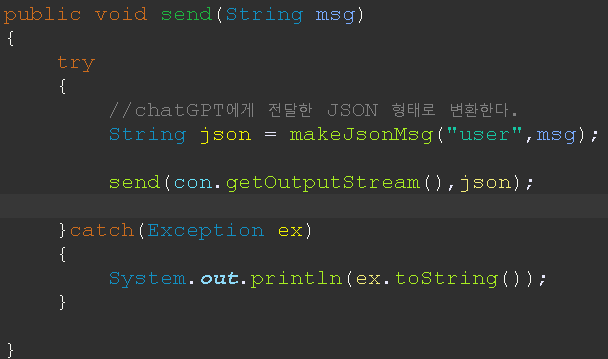 public void send(String msg)
{
try
{
//chatGPT에게 전달한 JSON 형태로 변환한다.
String json = makeJsonMsg("user",msg);
send(con.getOutputStream(),json);
}catch(Exception ex)
{
System.out.println(ex.toString());
}
}